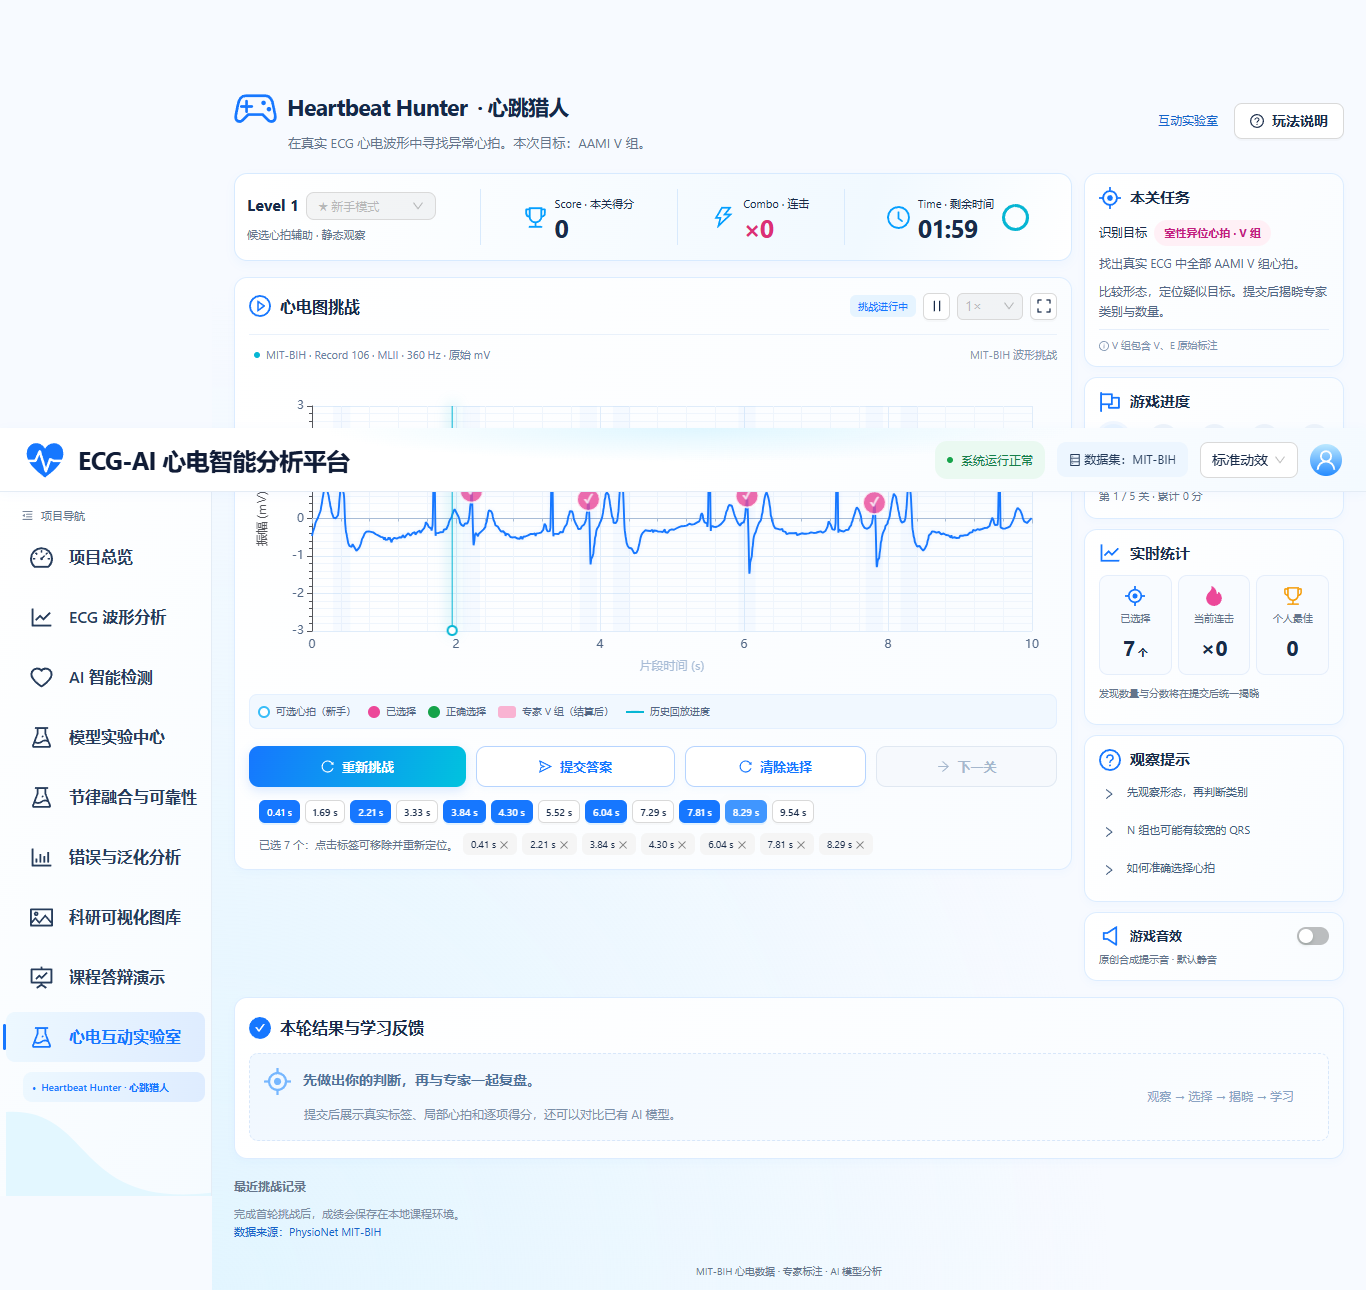 Heartbeat Hunter · 心跳猎人
在真实 ECG 心电波形中寻找异常心拍。本次目标：AAMI V 组。
互动实验室
玩法说明
Level 1
★ 新手模式
候选心拍辅助 · 静态观察
Score · 本关得分
0
Combo · 连击
×0
Time · 剩余时间
01:59
本关任务
识别目标
室性异位心拍 · V 组
找出真实 ECG 中全部 AAMI V 组心拍。
比较形态，定位疑似目标。提交后揭晓专家
类别与数量。
V 组包含 V、E 原始标注
心电图挑战
挑战进行中
1×
MIT-BIH · Record 106 · MLII · 360 Hz · 原始 mV
MIT-BIH 波形挑战
3
游戏进度
ECG-AI 心电智能分析平台
系统运行正常
数据集：MIT-BIH
标准动效
第 1 / 5 关 · 累计 0 分
振幅 (mV)
0
-1
-2
-3
0
2
4
6
8
10
片段时间 (s)
可选心拍（新手）
已选择
正确选择
专家 V 组（结算后）
历史回放进度
重新挑战
提交答案
清除选择
下一关
0.41 s
1.69 s
2.21 s
3.33 s
3.84 s
4.30 s
5.52 s
6.04 s
7.29 s
7.81 s
8.29 s
9.54 s
已选 7 个：点击标签可移除并重新定位。
0.41 s
2.21 s
3.84 s
4.30 s
6.04 s
7.81 s
8.29 s
实时统计
已选择
7 个
当前连击
×0
个人最佳
0
发现数量与分数将在提交后统一揭晓
观察提示
先观察形态，再判断类别
N 组也可能有较宽的 QRS
如何准确选择心拍
游戏音效
原创合成提示音 · 默认静音
项目导航
项目总览
ECG 波形分析
AI 智能检测
模型实验中心
节律融合与可靠性
错误与泛化分析
科研可视化图库
课程答辩演示
心电互动实验室
Heartbeat Hunter · 心跳猎人
本轮结果与学习反馈
先做出你的判断，再与专家一起复盘。
提交后展示真实标签、局部心拍和逐项得分，还可以对比已有 AI 模型。
观察 → 选择 → 揭晓 → 学习
最近挑战记录
完成首轮挑战后，成绩会保存在本地课程环境。
数据来源：PhysioNet MIT-BIH
MIT-BIH 心电数据 · 专家标注 · AI 模型分析